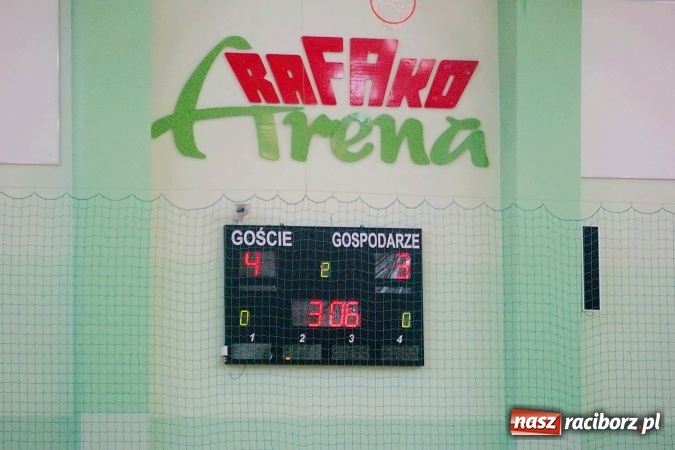 RAFAKO
Arena
GOŚCIE GOSPODARZE
4 2 3
0 3:06 0
1 2 3 4
nasz raciborz.pl